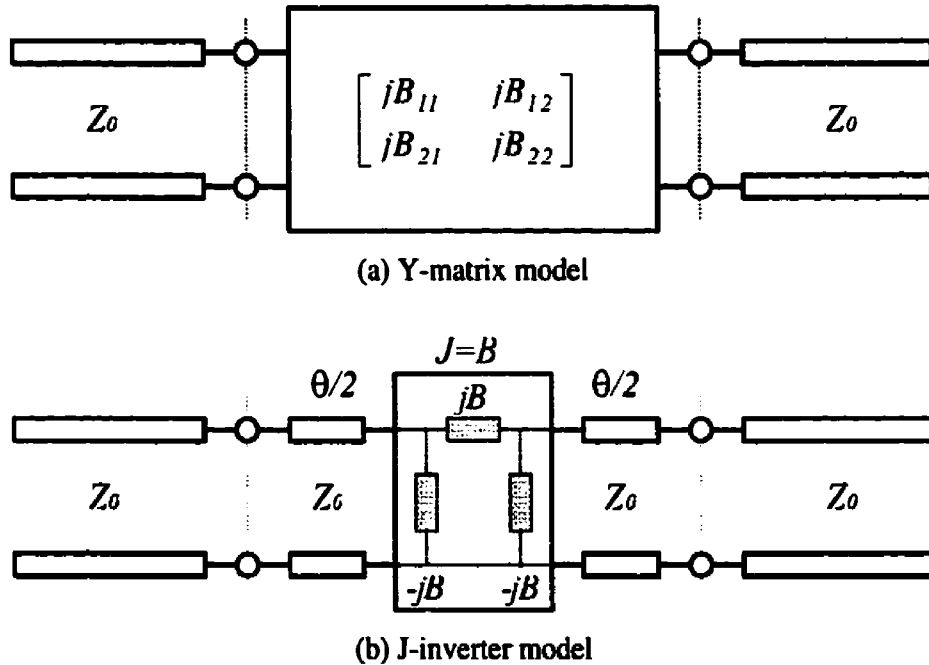 Z₀ [jB₁₁ jB₁₂] Z₀
[jB₂₁ jB₂₂]
(a) Y-matrix model
J=B
θ/2 jB θ/2
Z₀ Z₀ Z₀ Z₀
-jB -jB
(b) J-inverter model